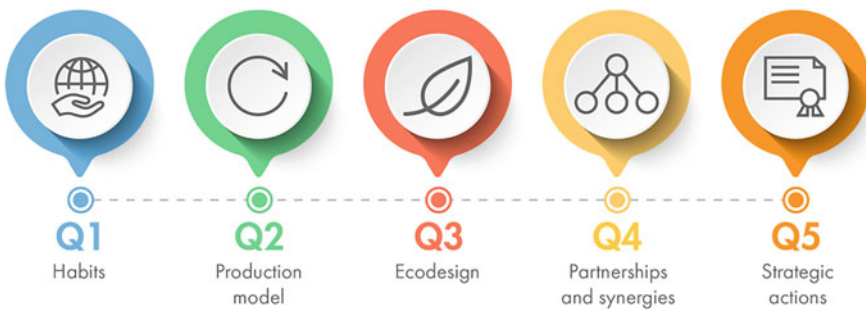 Q1
Habits
Q2
Production
model
Q3
Ecodesign
Q4
Partnerships
and synergies
Q5
Strategic
actions